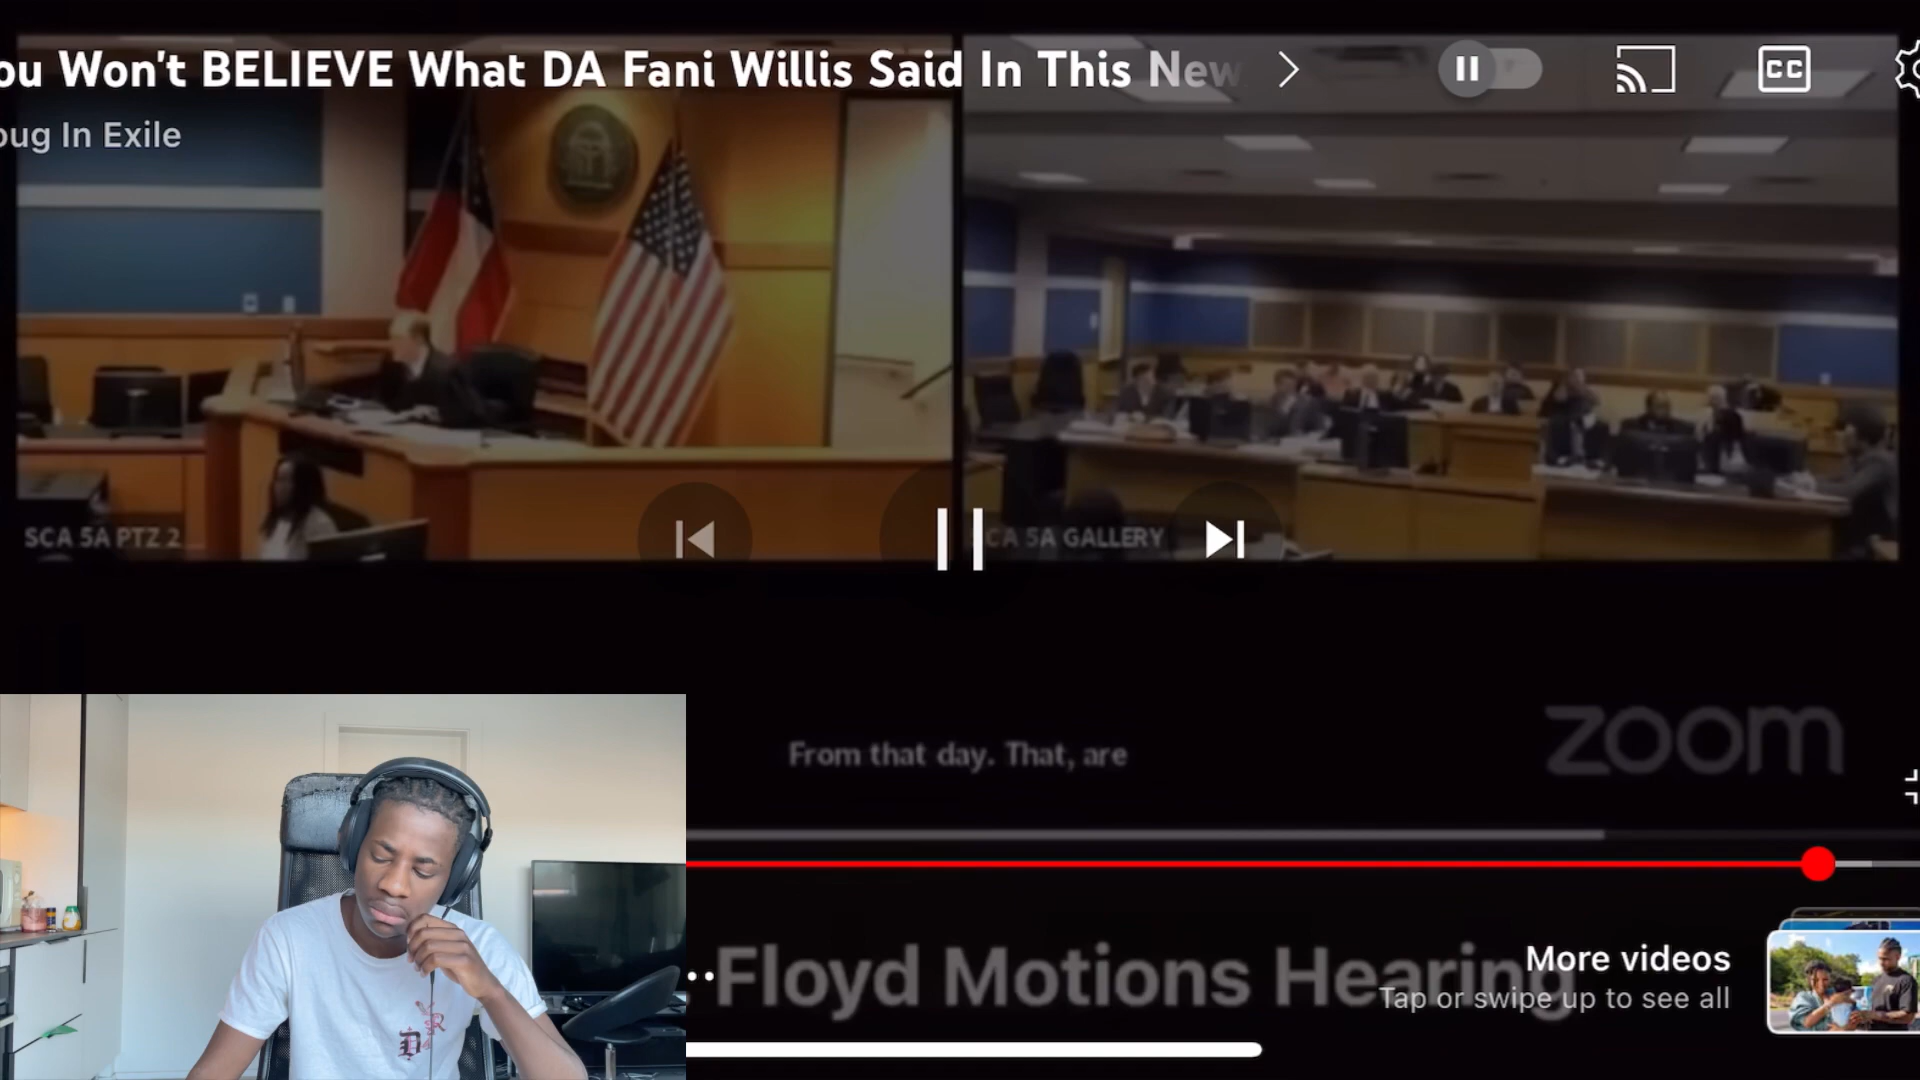 ou Won't BELIEVE What DA Fani Willis Said In This New
CC
oug In Exile
SCA 5A PTZ 2
CA 5A GALLERY
From that day. That, are
zoom
Floyd Motions Hearing
More videos
Tap or swipe up to see all